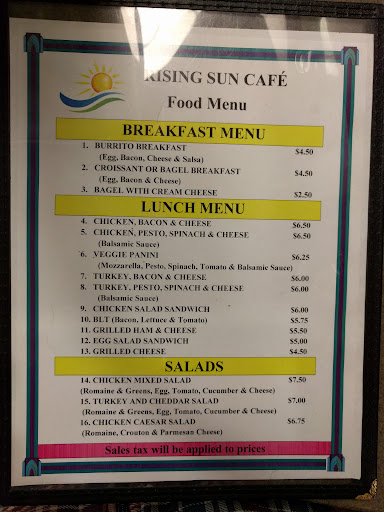 RISING SUN CAFÉ
Food Menu
BREAKFAST MENU
1. BURRITO BREAKFAST $4.50
(Egg, Bacon, Cheese & Salsa)
2. CROISSANT OR BAGEL BREAKFAST $4.50
(Egg, Bacon & Cheese)
3. BAGEL WITH CREAM CHEESE $2.50
LUNCH MENU
4. CHICKEN, BACON & CHEESE $6.50
5. CHICKEN, PESTO, SPINACH & CHEESE $6.50
(Balsamic Sauce)
6. VEGGIE PANINI $6.25
(Mozzarella, Pesto, Spinach, Tomato & Balsamic Sauce)
7. TURKEY, BACON & CHEESE $6.00
8. TURKEY, PESTO, SPINACH & CHEESE $6.00
(Balsamic Sauce)
9. CHICKEN SALAD SANDWICH $6.00
10. BLT (Bacon, Lettuce & Tomato) $5.75
11. GRILLED HAM & CHEESE $5.50
12. EGG SALAD SANDWICH $5.00
13. GRILLED CHEESE $4.50
SALADS
14. CHICKEN MIXED SALAD $7.50
(Romaine & Greens, Egg, Tomato, Cucumber & Cheese)
15. TURKEY AND CHEDDAR SALAD $7.00
(Romaine & Greens, Egg, Tomato, Cucumber & Cheese)
16. CHICKEN CAESAR SALAD $6.75
(Romaine, Crouton & Parmesan Cheese)
Sales tax will be applied to prices